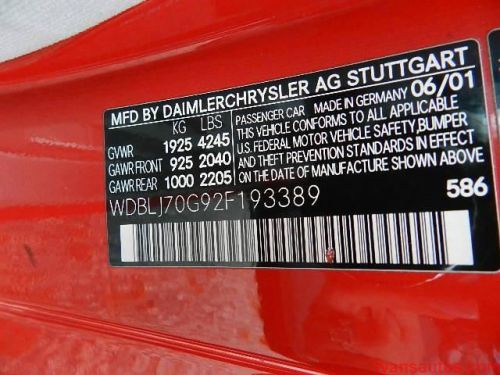 MFD BY DAIMLERCHRYSLER AG STUTTGART
KG LBS
GVWR 1925 4245
GAWR FRONT 925 2040
GAWR REAR 1000 2205
PASSENGER CAR MADE IN GERMANY 06/01
THIS VEHICLE CONFORMS TO ALL APPLICABLE
U.S. FEDERAL MOTOR VEHICLE SAFETY, BUMPER
AND THEFT PREVENTION STANDARDS IN EFFECT
ON THE DATE OF MANUFACTURE SHOWN ABOVE.
WDBLJ70G92F193389
586